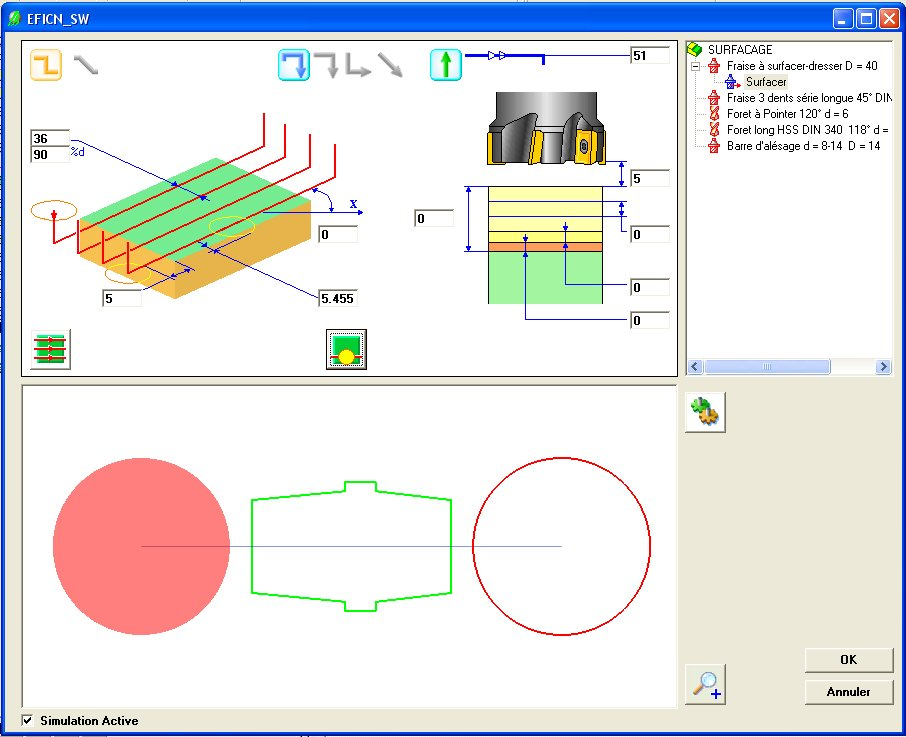 EFICN_SW
51
SURFACAGE
Fraise à surfacer-dresser D = 40
Surfacer
Fraise 3 dents série longue 45° DIN
Foret à Pointer 120° d = 6
Foret long HSS DIN 340 118° d =
Barre d'alésage d = 8-14 D = 14
36
90 %d
X
0
5
5.455
5
0
0
0
0
OK
Annuler
Simulation Active